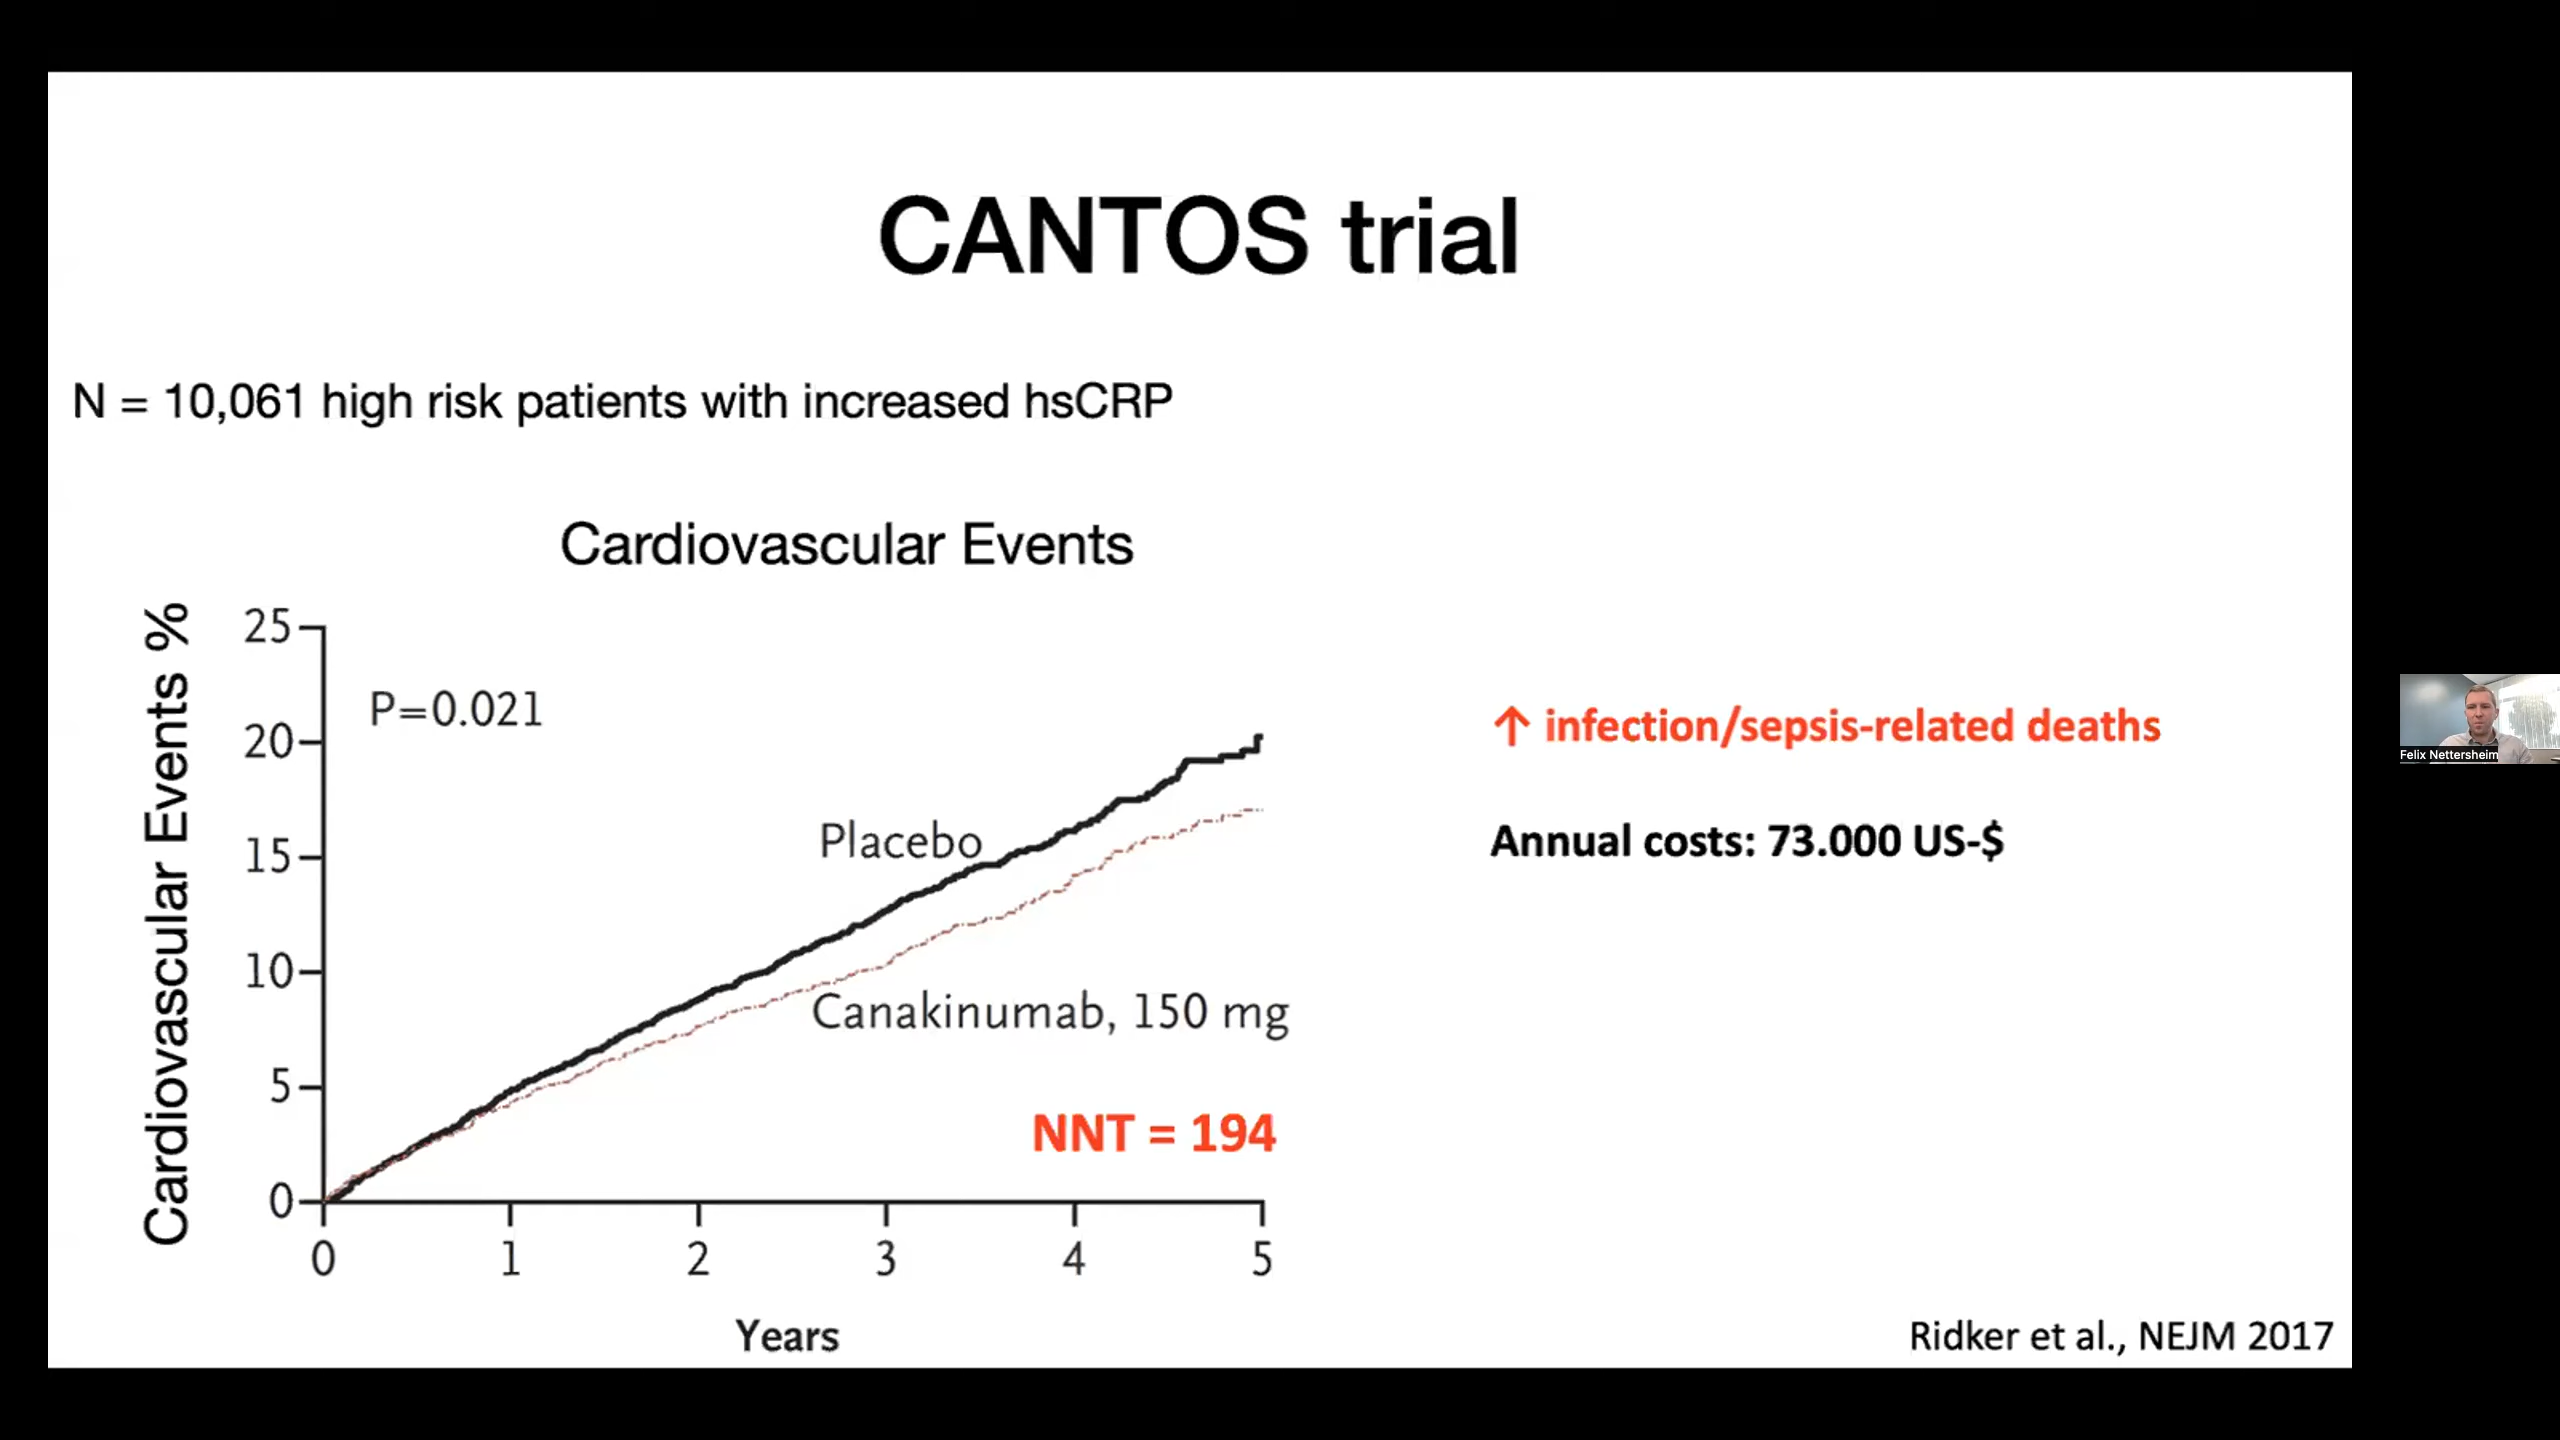 CANTOS trial
N = 10,061 high risk patients with increased hsCRP
Cardiovascular Events
Cardiovascular Events %
25
20
15
10
5
0
P=0.021
Placebo
Canakinumab, 150 mg
NNT = 194
0 1 2 3 4 5
Years
↑ infection/sepsis-related deaths
Annual costs: 73.000 US-$
Ridker et al., NEJM 2017
Felix Nettersheim